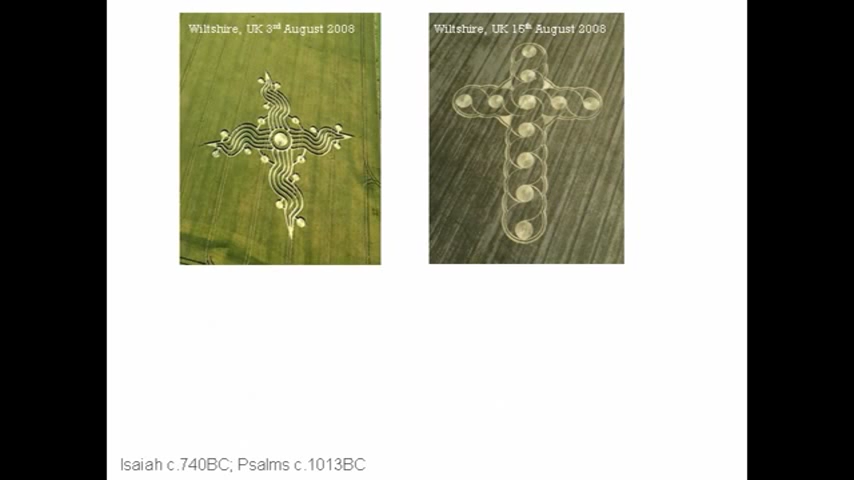 Wiltshire, UK 3rd August 2008
Wiltshire, UK 15th August 2008
Isaiah c.740BC; Psalms c.1013BC